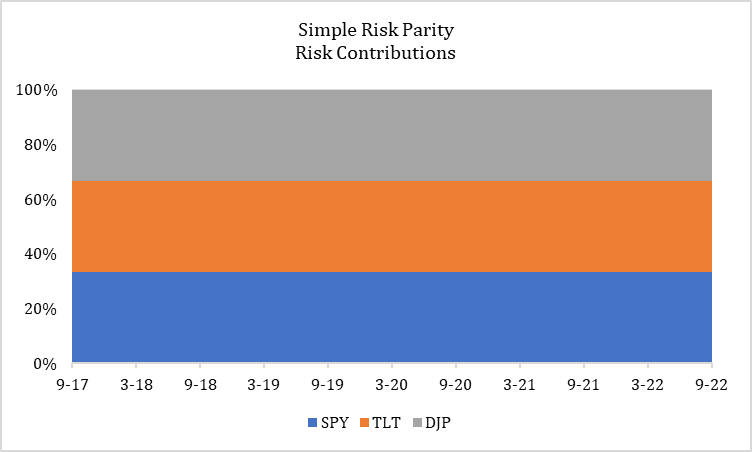 Simple Risk Parity
Risk Contributions
100%
80%
60%
40%
20%
0%
9-17 3-18 9-18 3-19 9-19 3-20 9-20 3-21 9-21 3-22 9-22
SPY TLT DJP